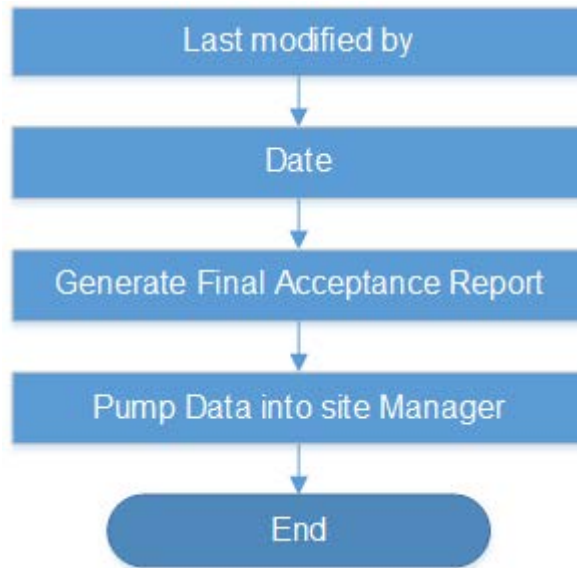 Last modified by
Date
Generate Final Acceptance Report
Pump Data into site Manager
End